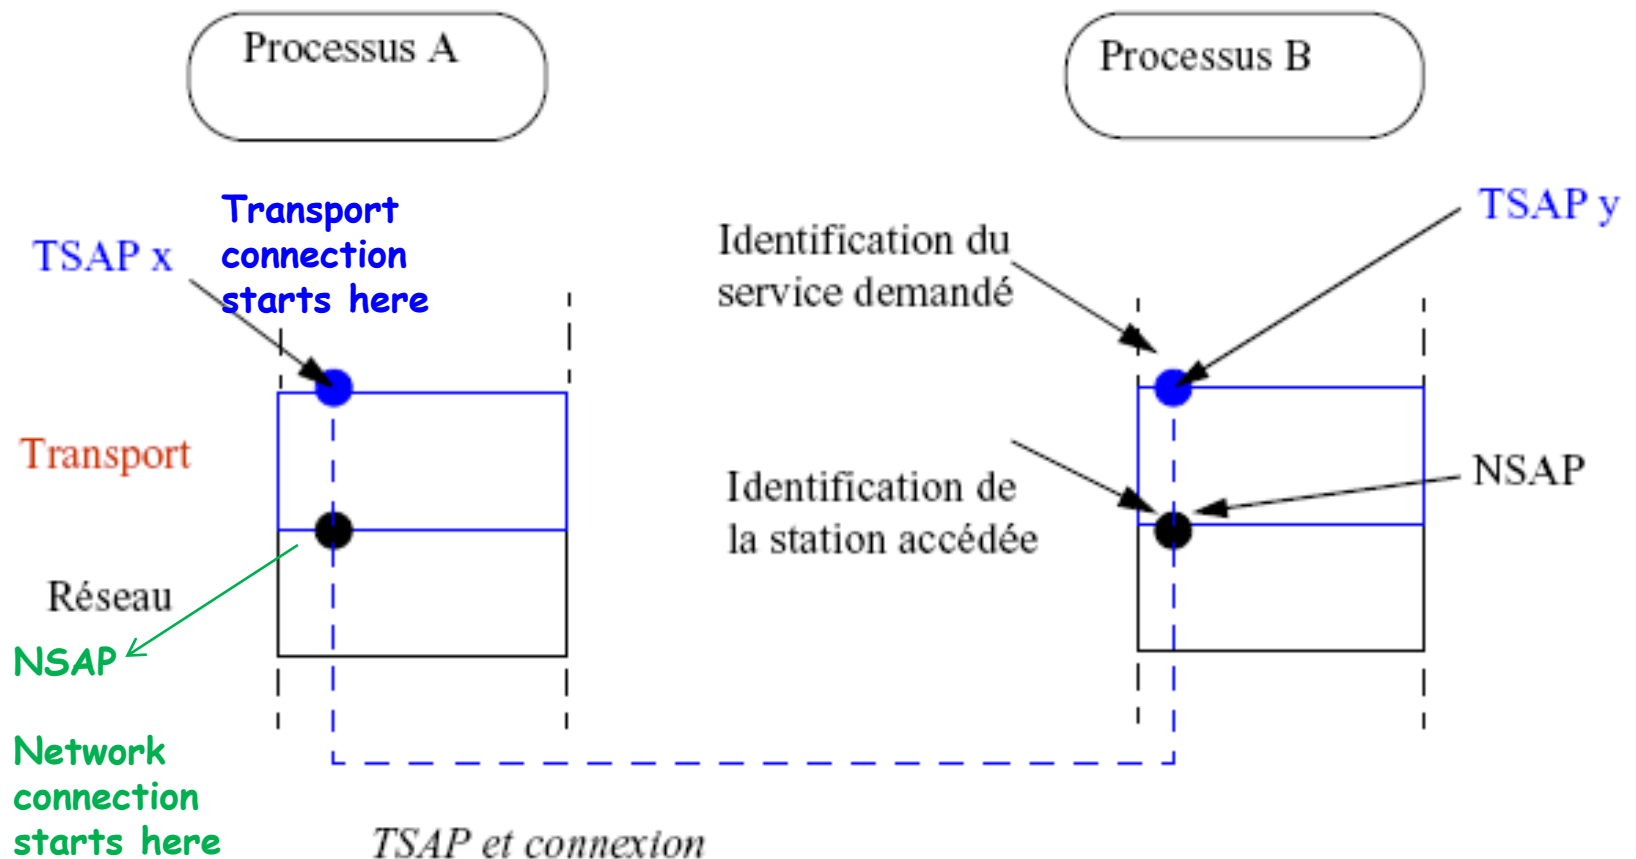 Processus A
Processus B
TSAP x
Transport
connection
starts here
Identification du
service demandé
TSAP y
Transport
Identification de
la station accédée
NSAP
Réseau
NSAP
Network
connection
starts here
TSAP et connexion